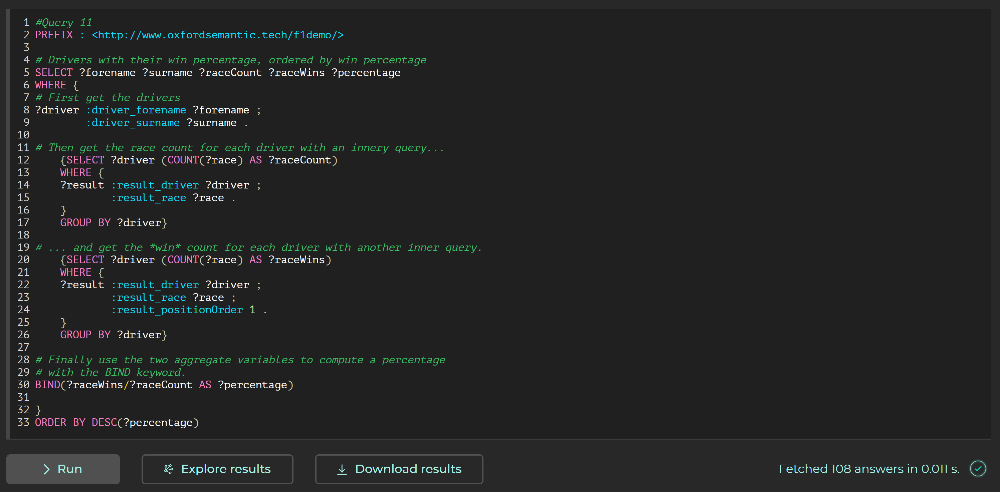 1 #Query 11
2 PREFIX : <http://www.oxfordsemantic.tech/f1demo/>
3
4 # Drivers with their win percentage, ordered by win percentage
5 SELECT ?forename ?surname ?raceCount ?raceWins ?percentage
6 WHERE {
7 # First get the drivers
8 ?driver :driver_forename ?forename ;
9         :driver_surname ?surname .
10
11 # Then get the race count for each driver with an innery query...
12     {SELECT ?driver (COUNT(?race) AS ?raceCount)
13     WHERE {
14     ?result :result_driver ?driver ;
15             :result_race ?race .
16     }
17     GROUP BY ?driver}
18
19 # ... and get the *win* count for each driver with another inner query.
20     {SELECT ?driver (COUNT(?race) AS ?raceWins)
21     WHERE {
22     ?result :result_driver ?driver ;
23             :result_race ?race ;
24             :result_positionOrder 1 .
25     }
26     GROUP BY ?driver}
27
28 # Finally use the two aggregate variables to compute a percentage
29 # with the BIND keyword.
30 BIND(?raceWins/?raceCount AS ?percentage)
31
32 }
33 ORDER BY DESC(?percentage)
Run Explore results Download results Fetched 108 answers in 0.011 s.